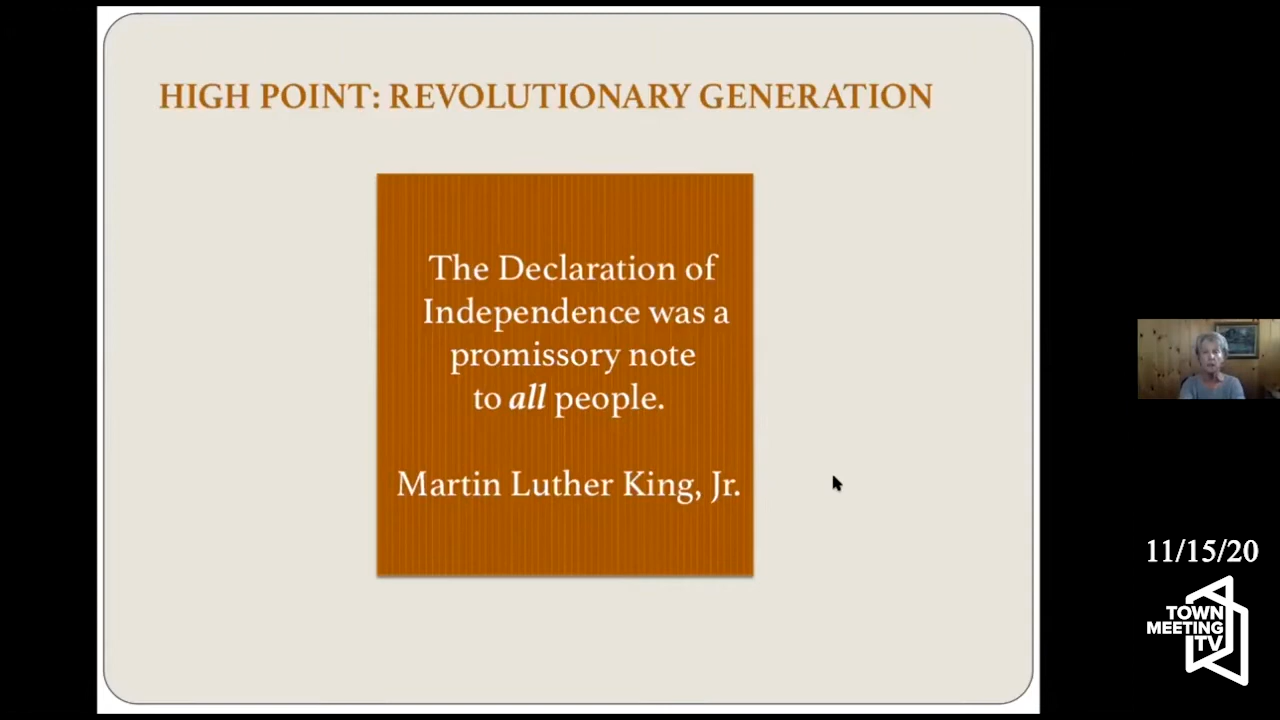 HIGH POINT: REVOLUTIONARY GENERATION
The Declaration of
Independence was a
promissory note
to all people.
Martin Luther King, Jr.
11/15/20
TOWN
MEETING
TV